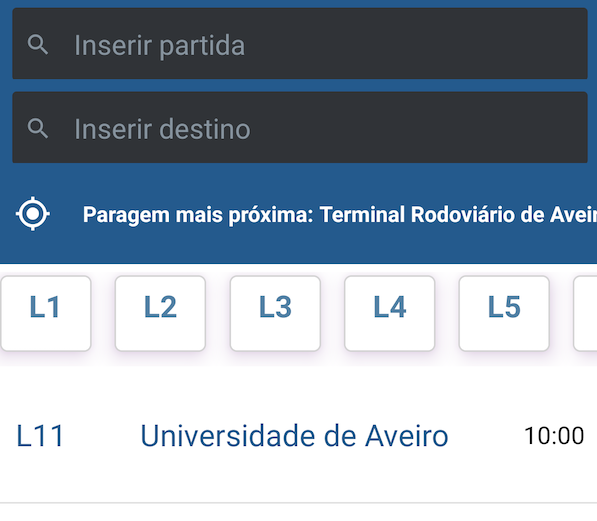 Inserir partida
Inserir destino
Paragem mais próxima: Terminal Rodoviário de
L1 L2 L3 L4 L5
L11 Universidade de Aveiro 10:00